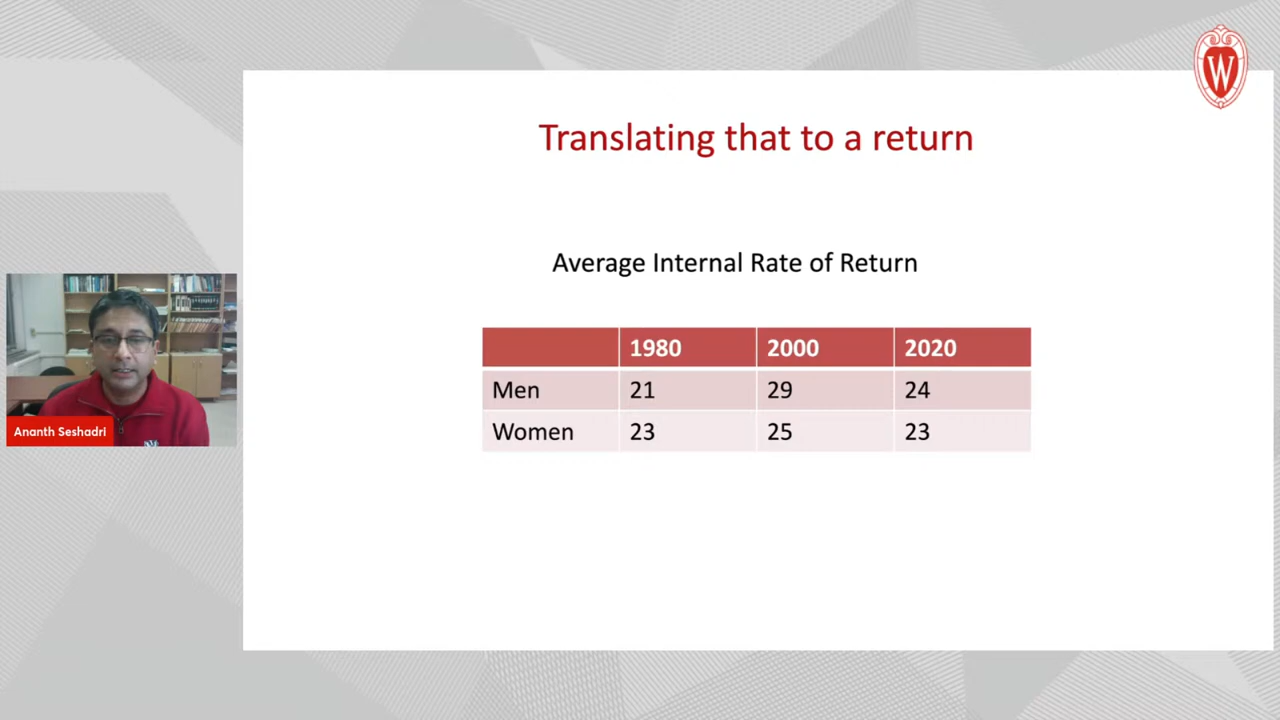 W
Translating that to a return
Average Internal Rate of Return
1980 2000 2020
Men 21 29 24
Women 23 25 23
Ananth Seshadri